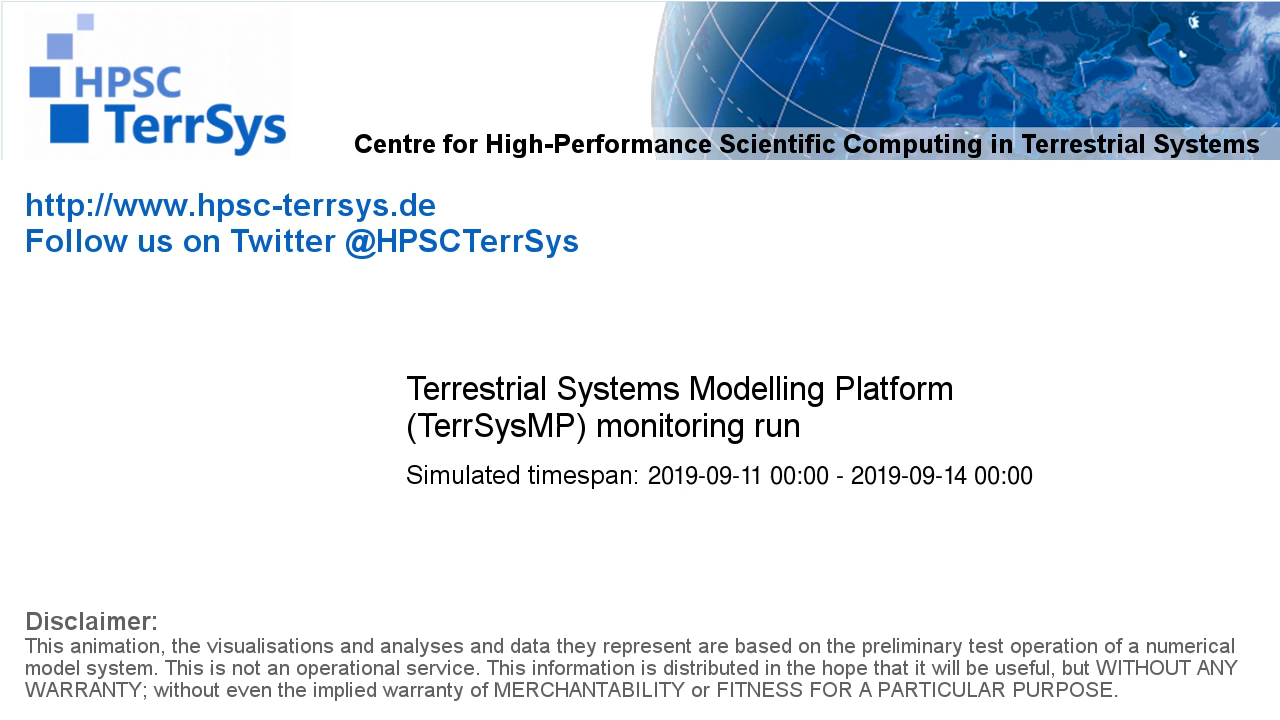 HPSC
TerrSys
Centre for High-Performance Scientific Computing in Terrestrial Systems
http://www.hpsc-terrsys.de
Follow us on Twitter @HPSCTerrSys
Terrestrial Systems Modelling Platform
(TerrSysMP) monitoring run
Simulated timespan: 2019-09-11 00:00 - 2019-09-14 00:00
Disclaimer:
This animation, the visualisations and analyses and data they represent are based on the preliminary test operation of a numerical
model system. This is not an operational service. This information is distributed in the hope that it will be useful, but WITHOUT ANY
WARRANTY; without even the implied warranty of MERCHANTABILITY or FITNESS FOR A PARTICULAR PURPOSE.